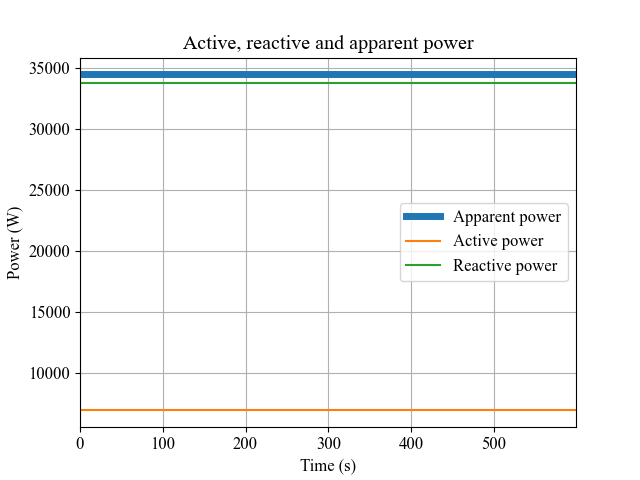 Active, reactive and apparent power
35000
30000
25000
20000
15000
10000
Power (W)
Apparent power
Active power
Reactive power
0 100 200 300 400 500
Time (s)